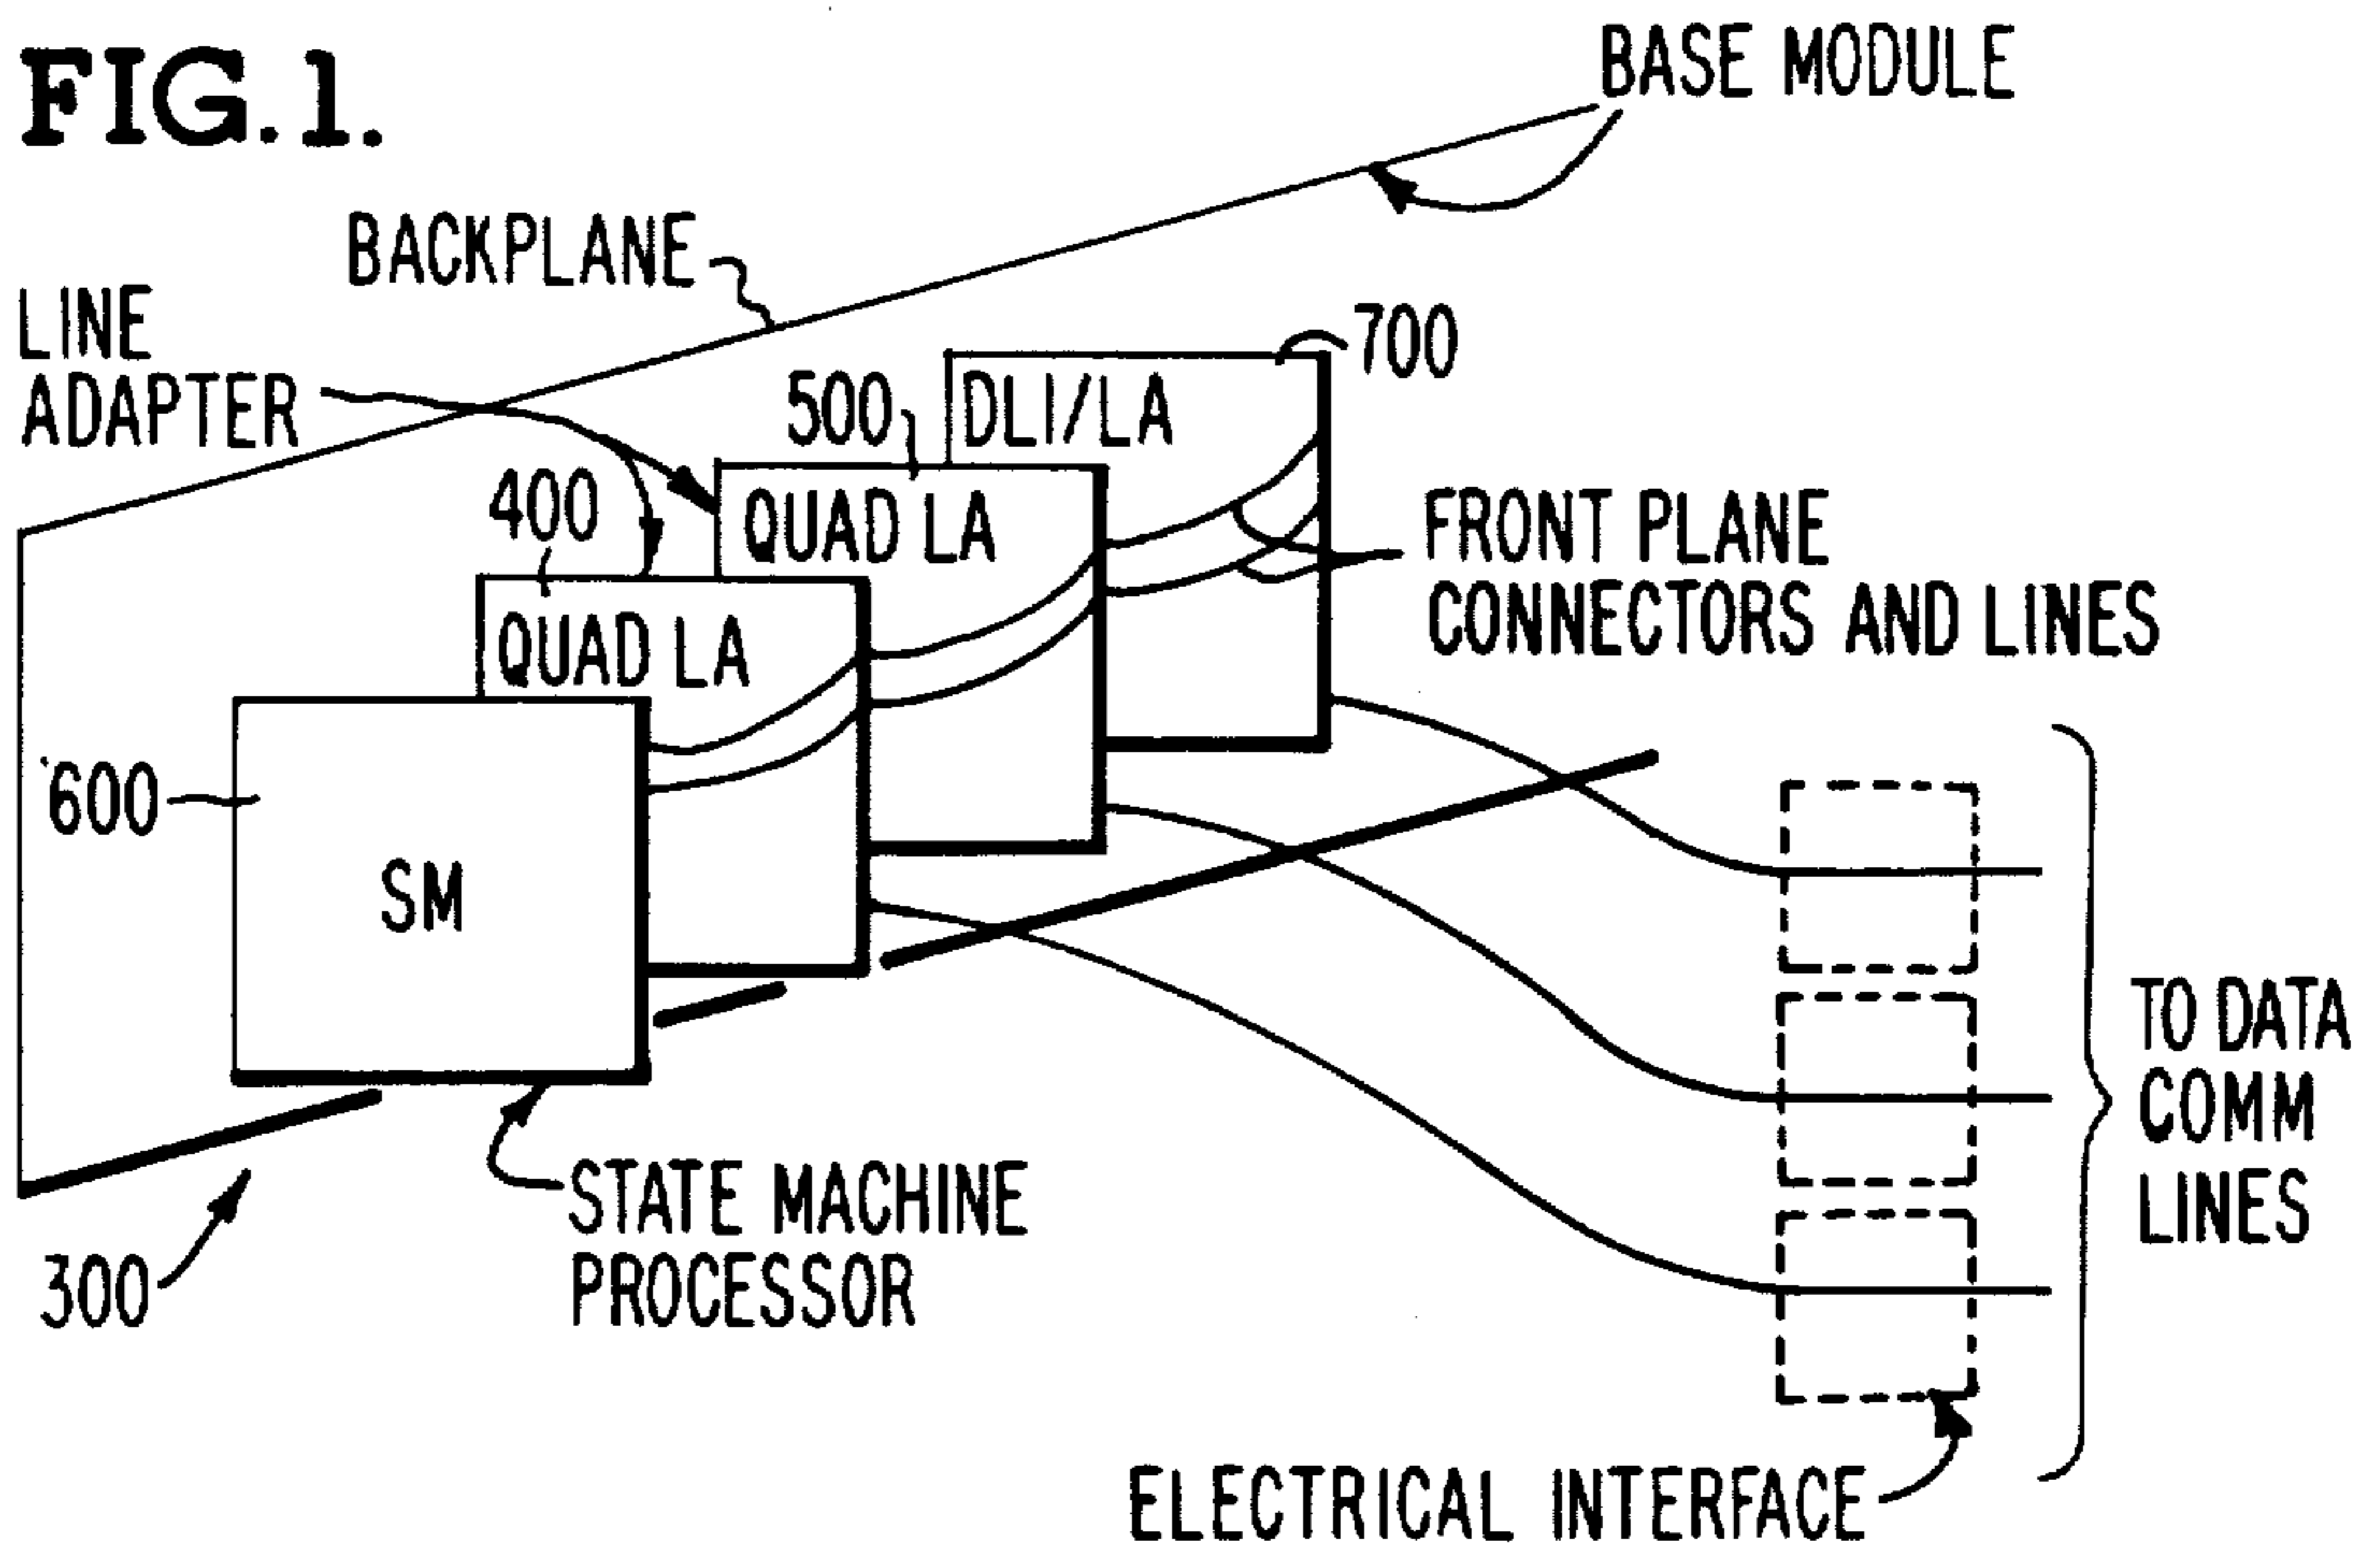 FIG.1.
BASE MODULE
BACKPLANE
LINE
ADAPTER
700
DLI/LA
500
QUAD LA
400
QUAD LA
FRONT PLANE
CONNECTORS AND LINES
600
SM
TO DATA
COMM
LINES
STATE MACHINE
PROCESSOR
300
ELECTRICAL INTERFACE